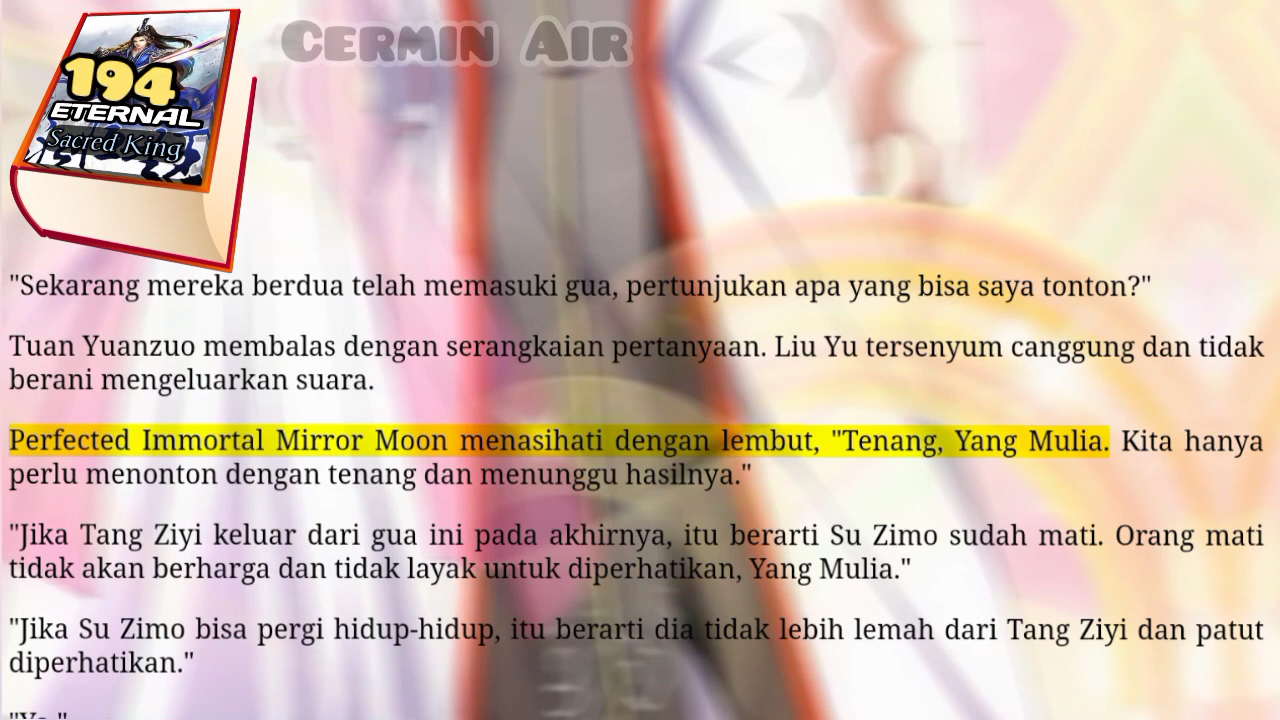 Cermin Air
194
ETERNAL
Sacred King
"Sekarang mereka berdua telah memasuki gua, pertunjukan apa yang bisa saya tonton?"
Tuan Yuanzuo membalas dengan serangkaian pertanyaan. Liu Yu tersenyum canggung dan tidak
berani mengeluarkan suara.
Perfected Immortal Mirror Moon menasihati dengan lembut, "Tenang, Yang Mulia. Kita hanya
perlu menonton dengan tenang dan menunggu hasilnya."
"Jika Tang Ziyi keluar dari gua ini pada akhirnya, itu berarti Su Zimo sudah mati. Orang mati
tidak akan berharga dan tidak layak untuk diperhatikan, Yang Mulia."
"Jika Su Zimo bisa pergi hidup-hidup, itu berarti dia tidak lebih lemah dari Tang Ziyi dan patut
diperhatikan."